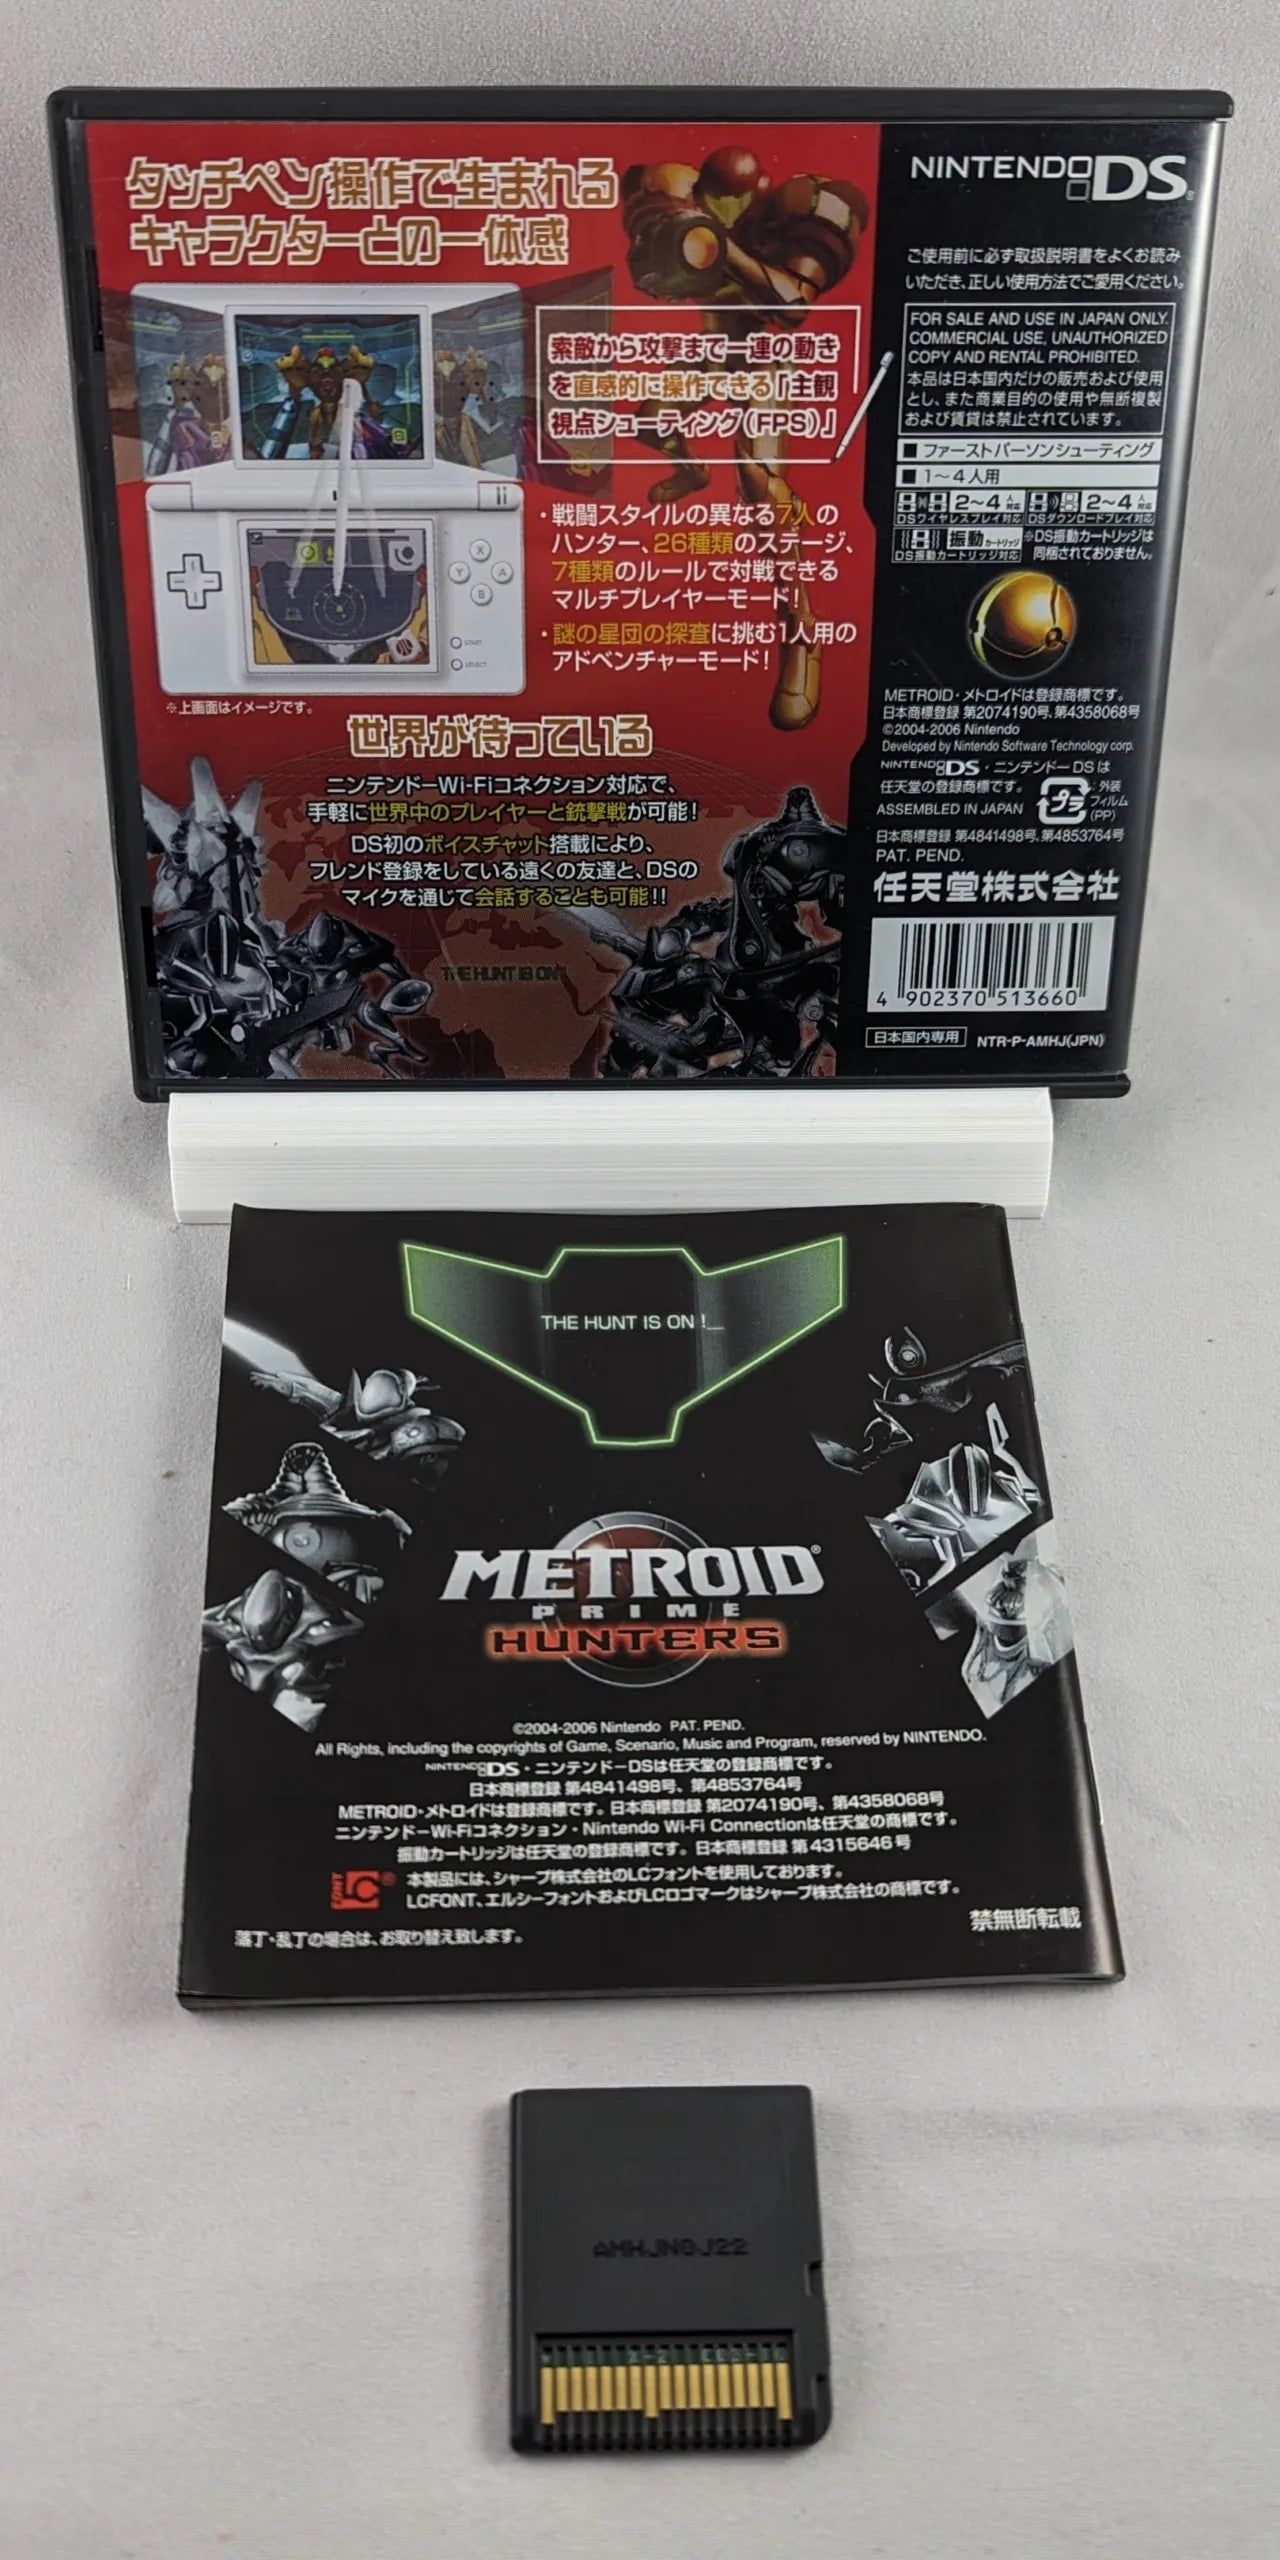 タッチペン操作で生まれる
キャラクターとの一体感
索敵から攻撃まで一連の動き
を直感的に操作できる「主観
視点シューティング(FPS)」
・戦闘スタイルの異なる7人の
ハンター、26種類のステージ、
7種類のルールで対戦できる
マルチプレイヤーモード!
・謎の星団の探査に挑む1人用の
アドベンチャーモード!
X
Y
A
B
START
SELECT
※上画面はイメージです。
世界が待っている
ニンテンドーWi-Fiコネクション対応で、
手軽に世界中のプレイヤーと銃撃戦が可能!
DS初のボイスチャット搭載により、
フレンド登録をしている遠くの友達と、DSの
マイクを通じて会話することも可能!!
THE HUNT IS ON!
NINTENDO DS®
ご使用前に必ず取扱説明書をよくお読み
いただき、正しい使用方法でご愛用ください。
FOR SALE AND USE IN JAPAN ONLY.
COMMERCIAL USE, UNAUTHORIZED
COPY AND RENTAL PROHIBITED.
本品は日本国内だけの販売および使用
とし、また商業目的の使用や無断複製
および賃貸は禁止されています。
■ ファーストパーソンシューティング
■ 1〜4人用
2〜4人対応 2〜4人対応
DSワイヤレスプレイ対応 DSダウンロードプレイ対応
振動カートリッジ ※DS振動カートリッジは
DS振動カートリッジ対応 同梱されておりません。
METROID・メトロイドは登録商標です。
日本商標登録 第2074190号、第4358068号
©2004-2006 Nintendo
Developed by Nintendo Software Technology corp.
NINTENDO DS・ニンテンドーDSは
任天堂の登録商標です。
ASSEMBLED IN JAPAN
プラ
:外装
フィルム
(PP)
日本商標登録 第4841498号、第4853764号
PAT. PEND.
任天堂株式会社
4 902370 513660
日本国内専用 NTR-P-AMHJ(JPN)
THE HUNT IS ON !_
METROID®
PRIME
HUNTERS
©2004-2006 Nintendo PAT. PEND.
All Rights, including the copyrights of Game, Scenario, Music and Program, reserved by NINTENDO.
NINTENDO DS・ニンテンドーDSは任天堂の登録商標です。
日本商標登録 第4841498号、第4853764号
METROID・メトロイドは登録商標です。日本商標登録 第2074190号、第4358068号
ニンテンドーWi-Fiコネクション・Nintendo Wi-Fi Connectionは任天堂の商標です。
振動カートリッジは任天堂の登録商標です。日本商標登録 第4315646号
LC FONT® 本製品には、シャープ株式会社のLCフォントを使用しております。
LCFONT、エルシーフォントおよびLCロゴマークはシャープ株式会社の商標です。
禁無断転載
落丁・乱丁の場合は、お取り替え致します。
AMHJN0J22